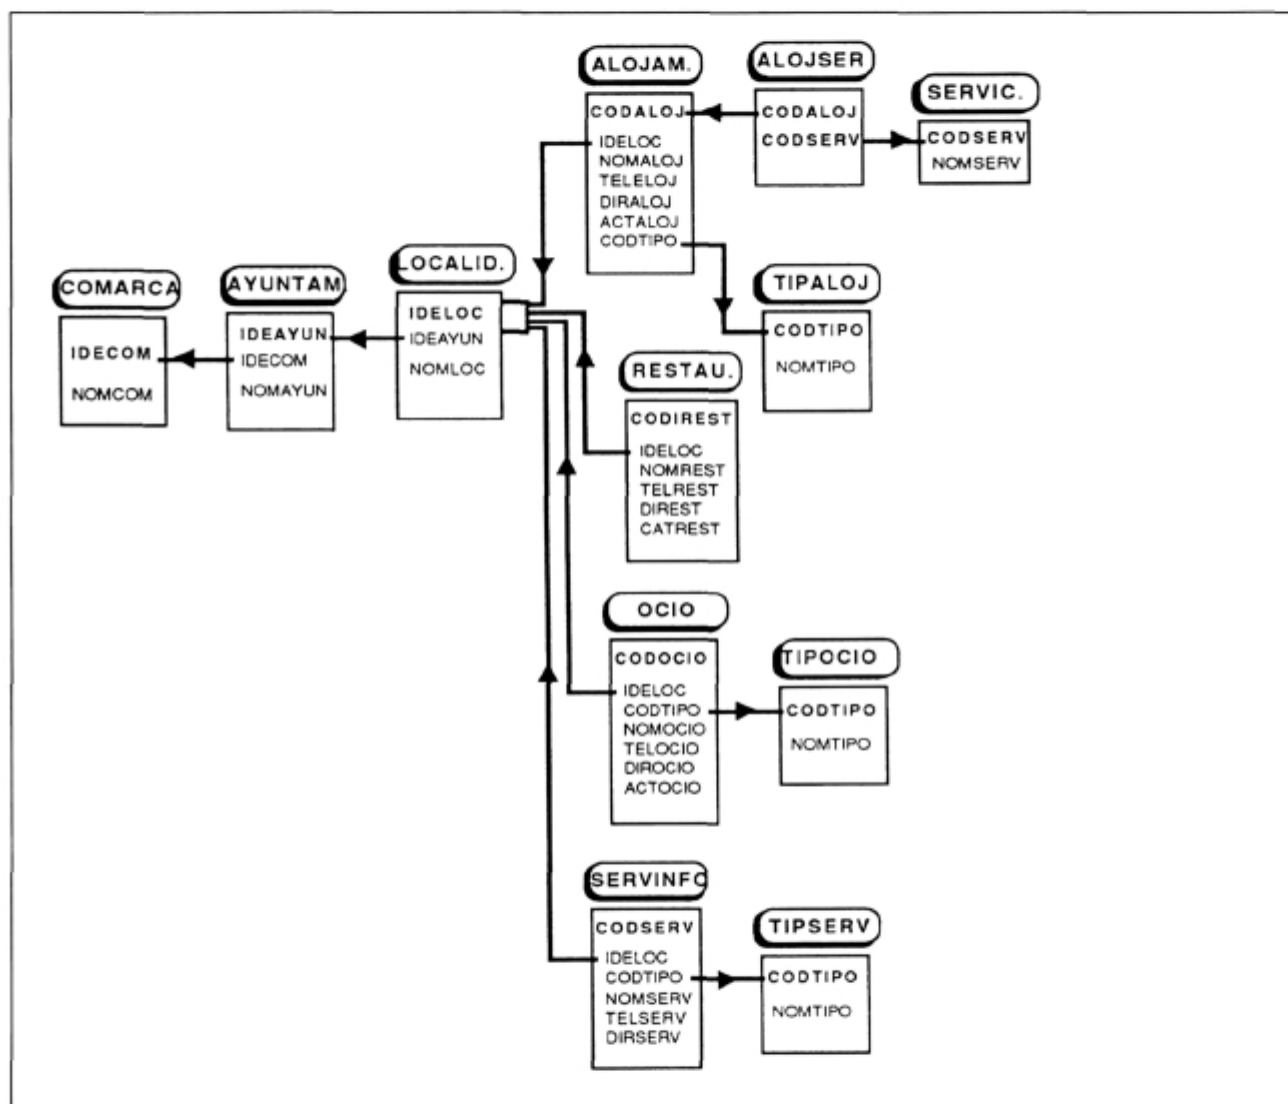 COMARCA
IDECOM
NOMCOM
AYUNTAM
IDEAYUN
IDECOM
NOMAYUN
LOCALID.
IDELOC
IDEAYUN
NOMLOC
ALOJAM.
CODALOJ
IDELOC
NOMALOJ
TELELOJ
DIRALOJ
ACTALOJ
CODTIPO
ALOJSER
CODALOJ
CODSERV
SERVIC.
CODSERV
NOMSERV
TIPALOJ
CODTIPO
NOMTIPO
RESTAU.
CODIREST
IDELOC
NOMREST
TELREST
DIREST
CATREST
OCIO
CODOCIO
IDELOC
CODTIPO
NOMOCIO
TELOCIO
DIROCIO
ACTOCIO
TIPOCIO
CODTIPO
NOMTIPO
SERVINFO
CODSERV
IDELOC
CODTIPO
NOMSERV
TELSERV
DIRSERV
TIPSERV
CODTIPO
NOMTIPO